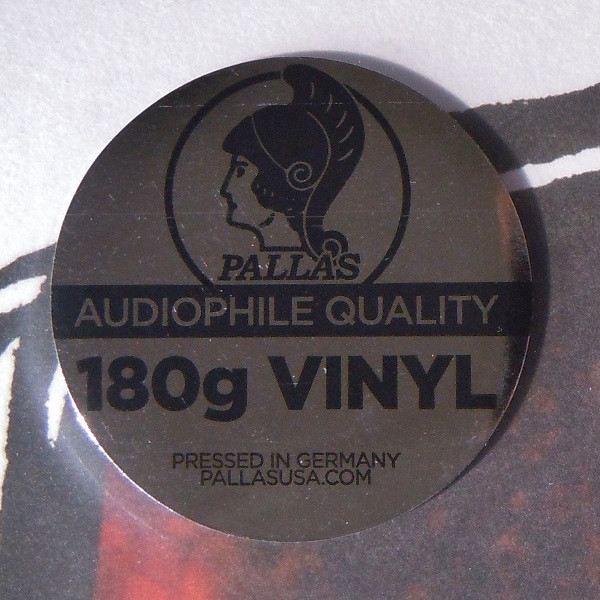 PALLAS
AUDIOPHILE QUALITY
180g VINYL
PRESSED IN GERMANY
PALLASUSA.COM